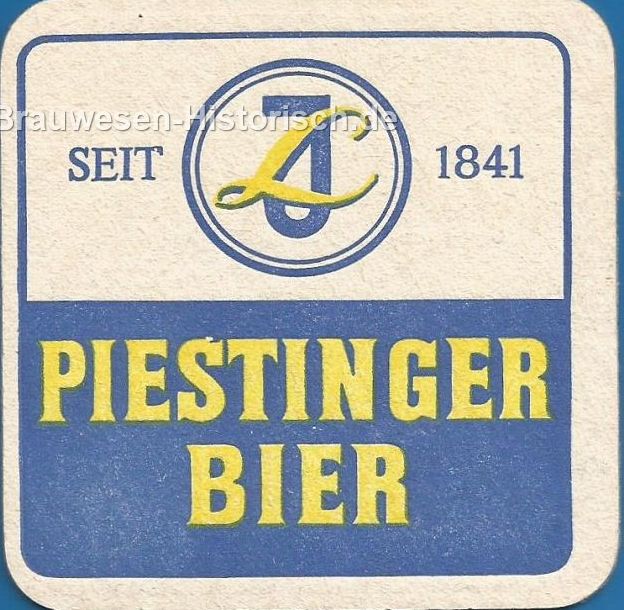 Brauwesen-Historisch.de
SEIT 1841
PIESTINGER
BIER